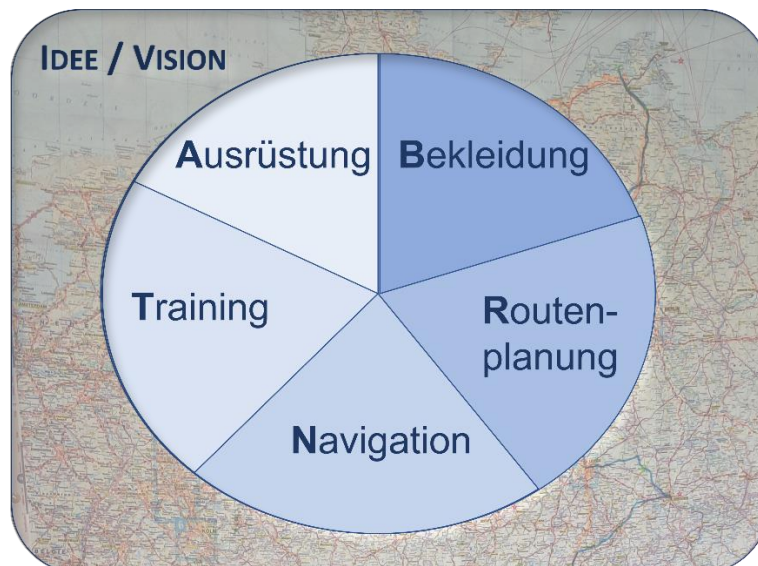 IDEE / VISION
Ausrüstung
Bekleidung
Training
Routen-
planung
Navigation